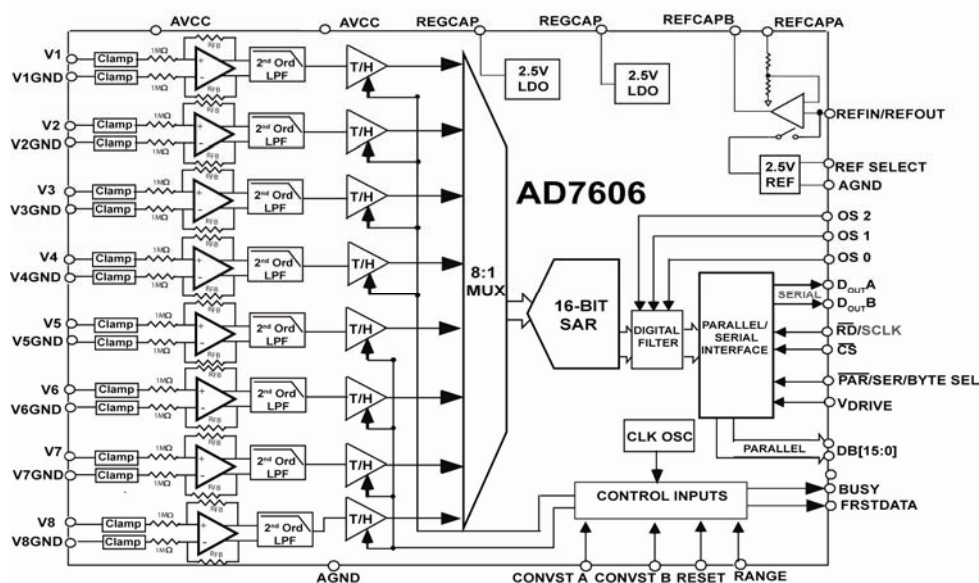 AVCC AVCC REGCAP REGCAP REFCAPB REFCAPA
V1 Clamp 1MΩ RFB 2nd Ord LPF T/H
V1GND Clamp 1MΩ RFB
2.5V LDO
2.5V LDO
REFIN/REFOUT
V2 Clamp 1MΩ RFB 2nd Ord LPF T/H
V2GND Clamp 1MΩ RFB
2.5V REF
REF SELECT
AGND
V3 Clamp 1MΩ RFB 2nd Ord LPF T/H
V3GND Clamp 1MΩ RFB
AD7606
OS 2
OS 1
OS 0
V4 Clamp 1MΩ RFB 2nd Ord LPF T/H
V4GND Clamp 1MΩ RFB
8:1 MUX
16-BIT SAR
DIGITAL FILTER
PARALLEL/ SERIAL INTERFACE
DOUTA
SERIAL
DOUTB
RD/SCLK
CS
PAR/SER/BYTE SEL
VDRIVE
V5 Clamp 1MΩ RFB 2nd Ord LPF T/H
V5GND Clamp 1MΩ RFB
V6 Clamp 1MΩ RFB 2nd Ord LPF T/H
V6GND Clamp 1MΩ RFB
CLK OSC
PARALLEL
DB[15:0]
V7 Clamp 1MΩ RFB 2nd Ord LPF T/H
V7GND Clamp 1MΩ RFB
CONTROL INPUTS
BUSY
FRSTDATA
V8 Clamp 1MΩ RFB 2nd Ord LPF T/H
V8GND Clamp 1MΩ RFB
AGND CONVST A CONVST B RESET RANGE